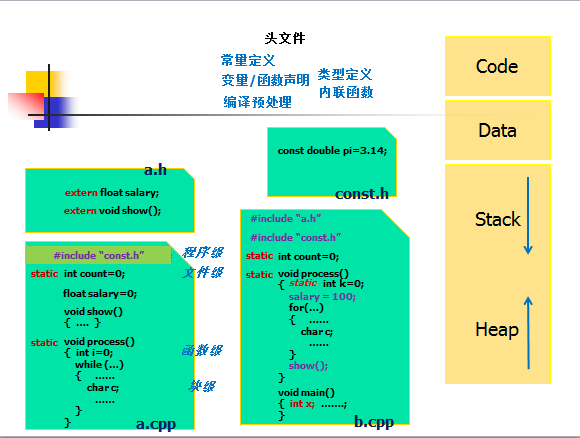 头文件
常量定义
变量/函数声明
编译预处理
类型定义
内联函数
Code
Data
Stack
Heap
const double pi=3.14;
const.h
a.h
extern float salary;
extern void show();
#include "const.h"
static int count=0;
float salary=0;
void show()
{ .... }
static void process()
{ int i=0;
while (...)
{ ......
char c;
......
}
}
a.cpp
程序级
文件级
函数级
块级
#include "a.h"
#include "const.h"
static int count=0;
static void process()
{ static int k=0;
salary = 100;
for(...)
{ ......
char c;
......
}
show();
}
void main()
{ int x; .......;
}
b.cpp